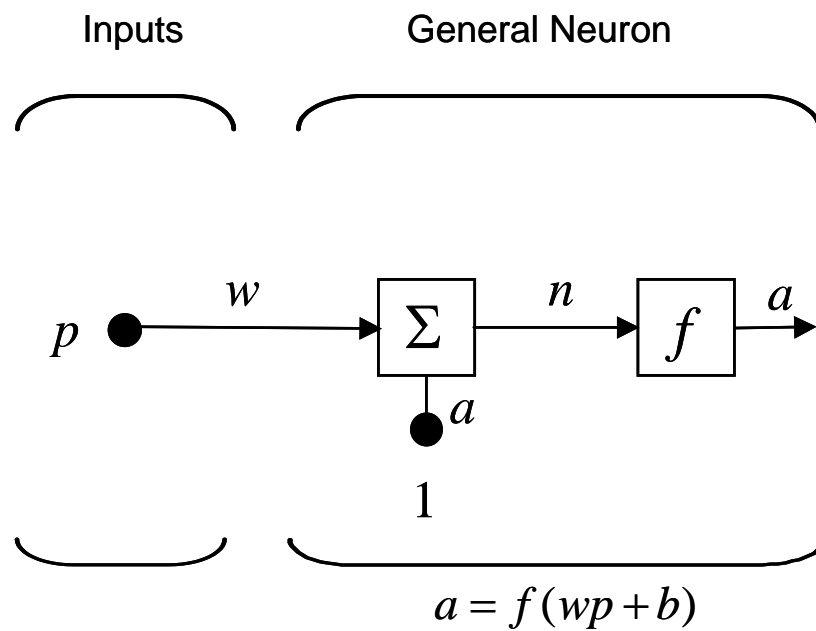 Inputs General Neuron
w n a
p Σ f
a
1
a = f(wp + b)